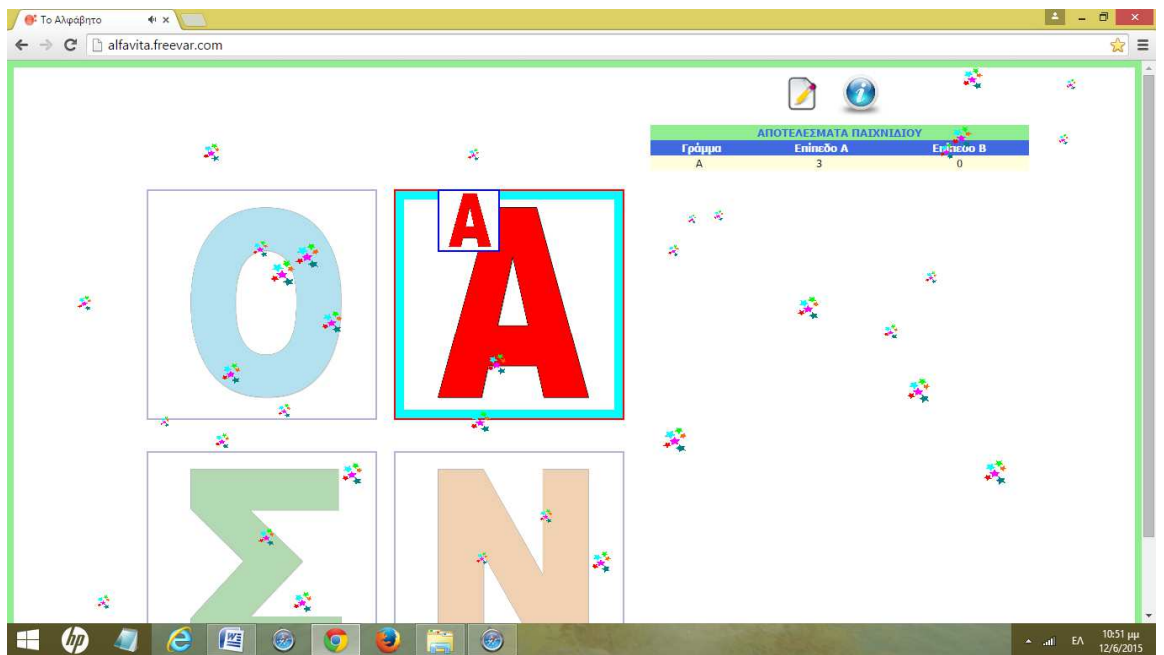 Το Αλφάβητο
alfavita.freevar.com
ΑΠΟΤΕΛΕΣΜΑΤΑ ΠΑΙΧΝΙΔΙΟΥ
Γράμμα Επίπεδο Α Επίπεδο Β
Α 3 0
Ο Α Α
Σ Ν
ΕΛ 10:51 μμ
12/6/2015